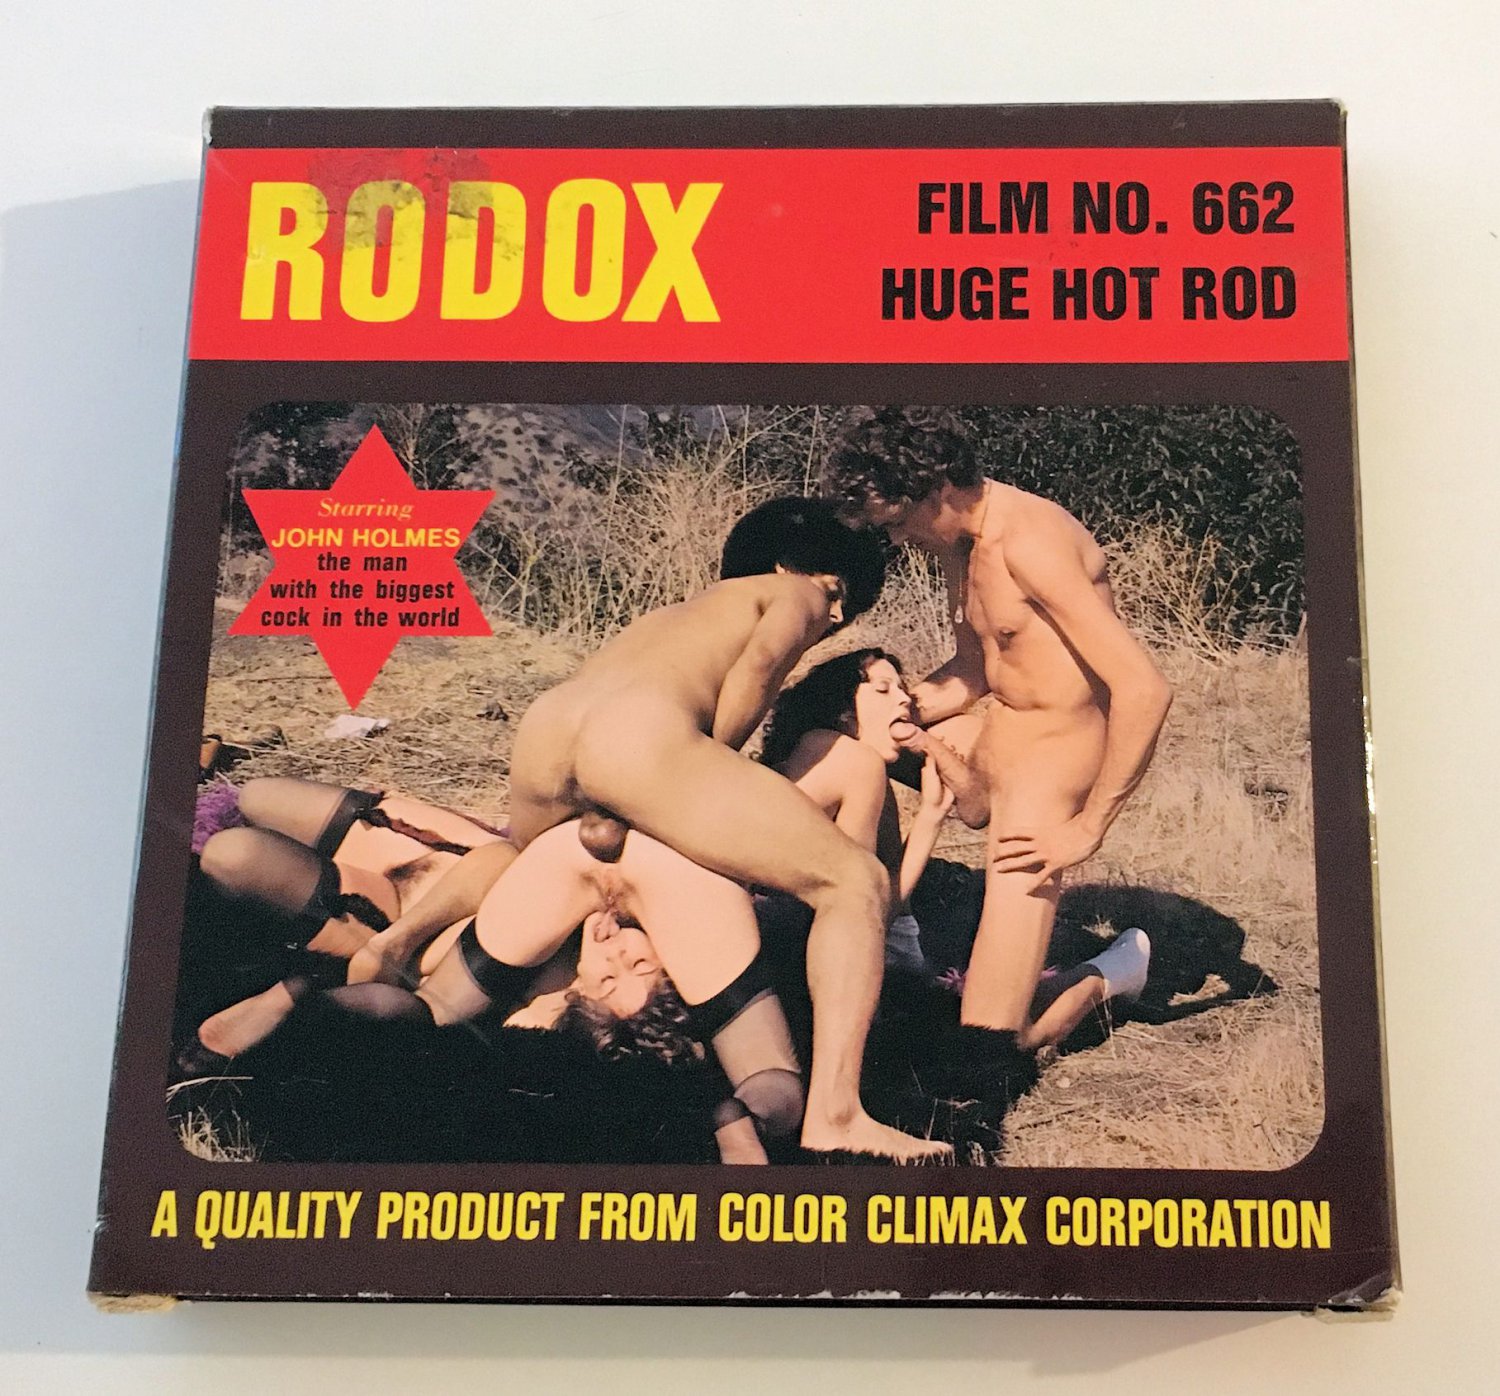 RODOX
FILM NO. 662
HUGE HOT ROD
Starring
JOHN HOLMES
the man
with the biggest
cock in the world
A QUALITY PRODUCT FROM COLOR CLIMAX CORPORATION